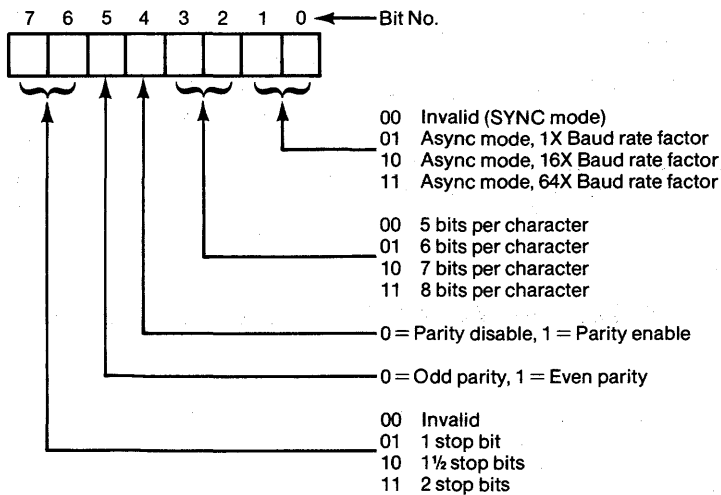 7 6 5 4 3 2 1 0 Bit No.
00 Invalid (SYNC mode)
01 Async mode, 1X Baud rate factor
10 Async mode, 16X Baud rate factor
11 Async mode, 64X Baud rate factor
00 5 bits per character
01 6 bits per character
10 7 bits per character
11 8 bits per character
0 = Parity disable, 1 = Parity enable
0 = Odd parity, 1 = Even parity
00 Invalid
01 1 stop bit
10 1½ stop bits
11 2 stop bits